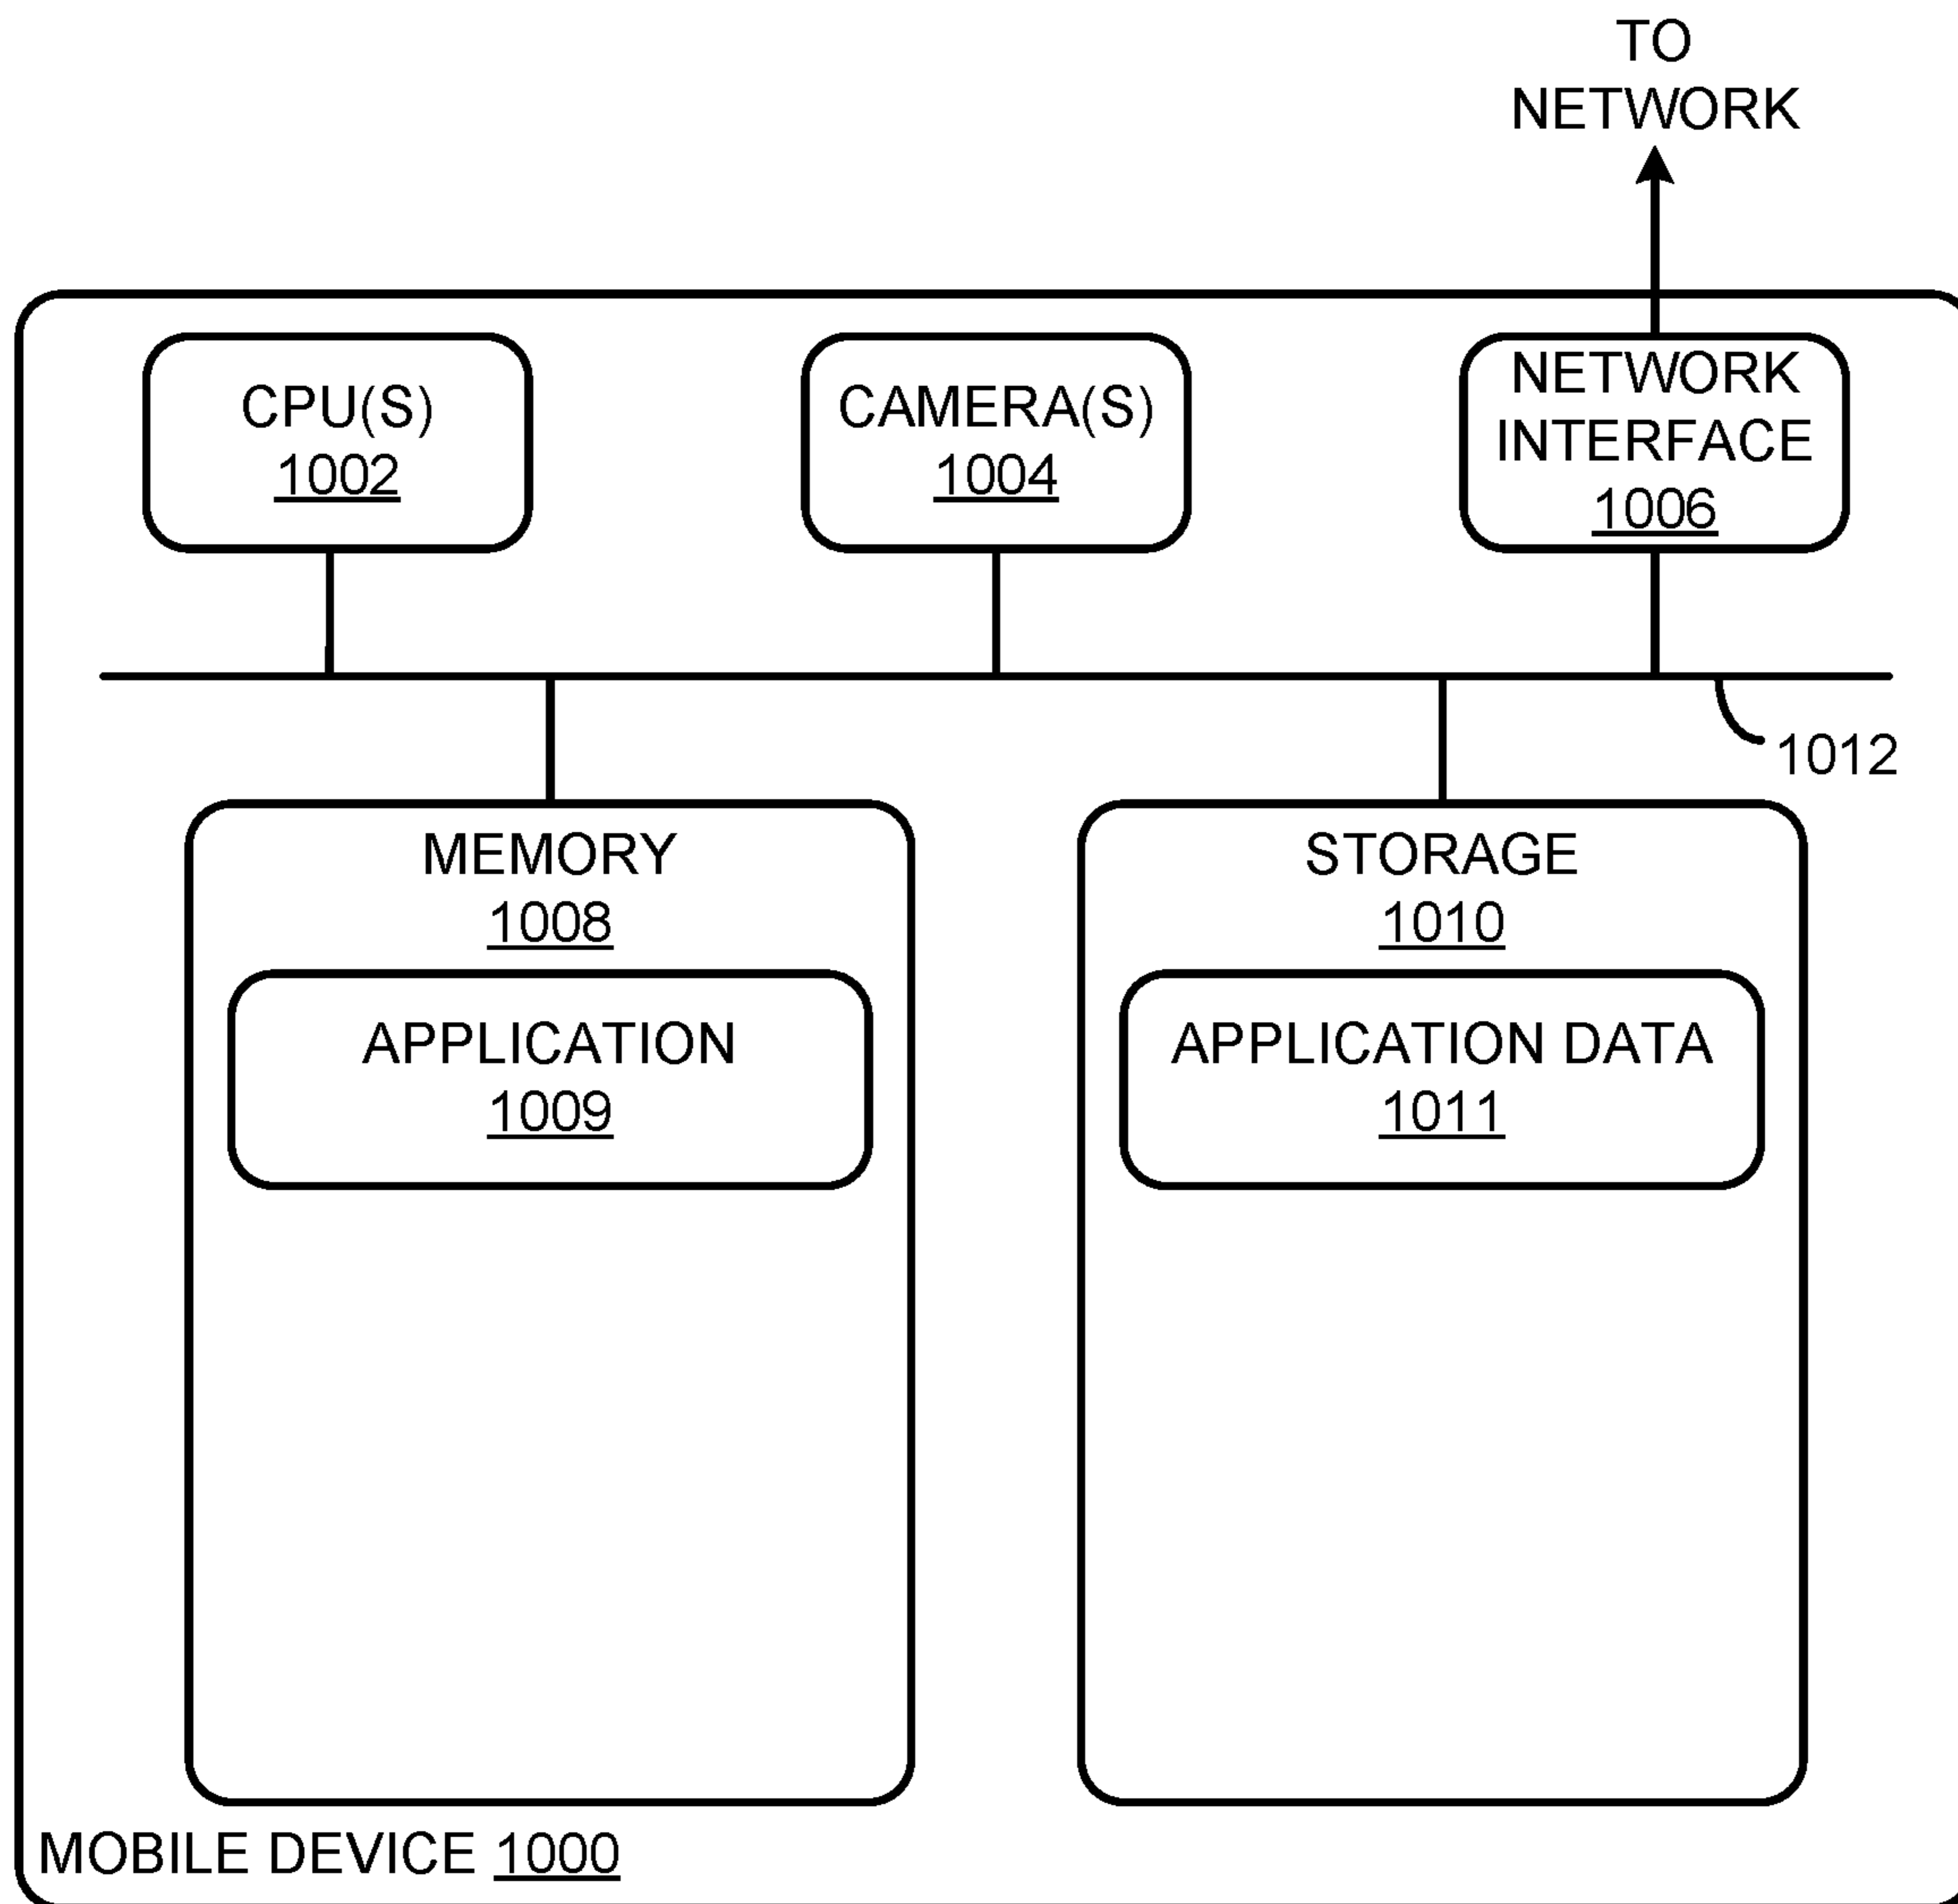 TO
NETWORK
CPU(S)
1002
CAMERA(S)
1004
NETWORK
INTERFACE
1006
1012
MEMORY
1008
APPLICATION
1009
STORAGE
1010
APPLICATION DATA
1011
MOBILE DEVICE 1000